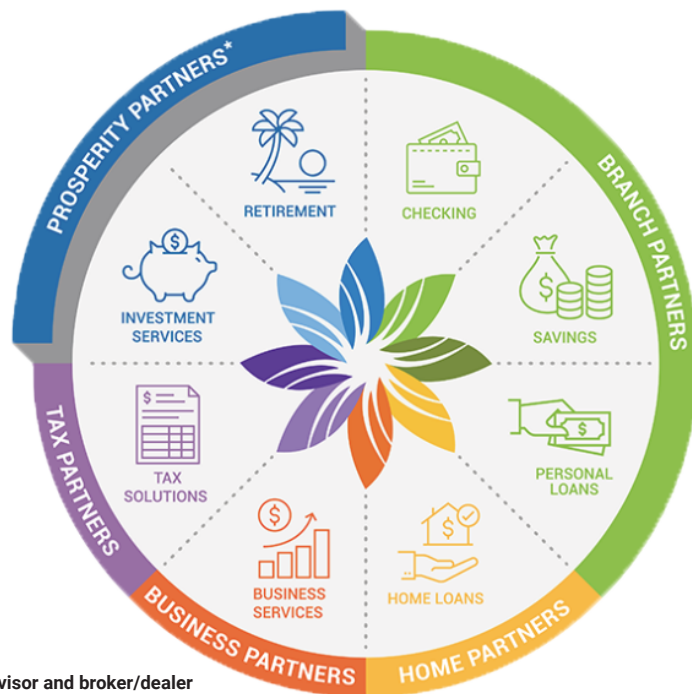 PROSPERITY PARTNERS*
BRANCH PARTNERS
RETIREMENT
CHECKING
INVESTMENT
SERVICES
$
$
SAVINGS
$
TAX PARTNERS
$
TAX
SOLUTIONS
$
PERSONAL
LOANS
$
BUSINESS
SERVICES
$
HOME LOANS
BUSINESS PARTNERS
HOME PARTNERS
and broker/dealer